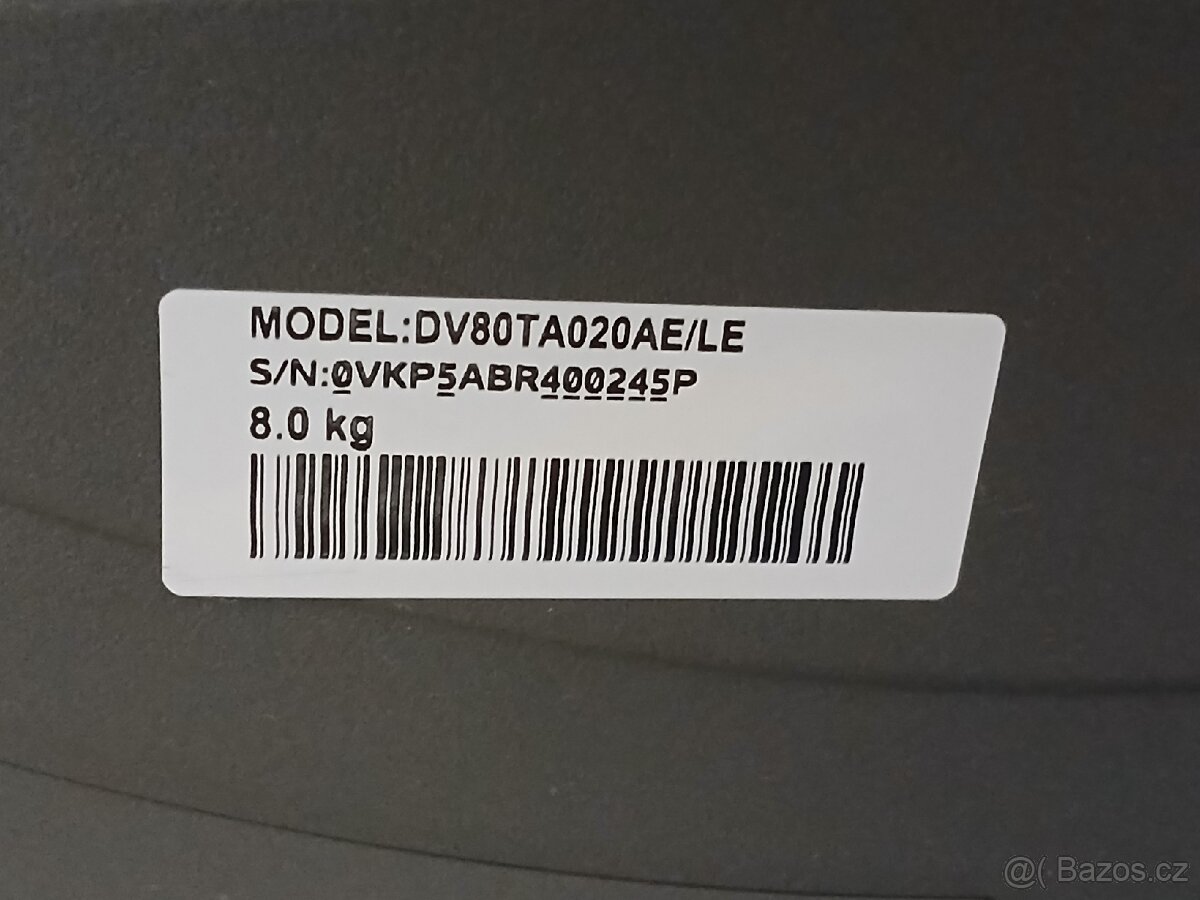 MODEL:DV80TA020AE/LE
S/N:0VKP5ABR400245P
8.0 kg
@( Bazos.cz